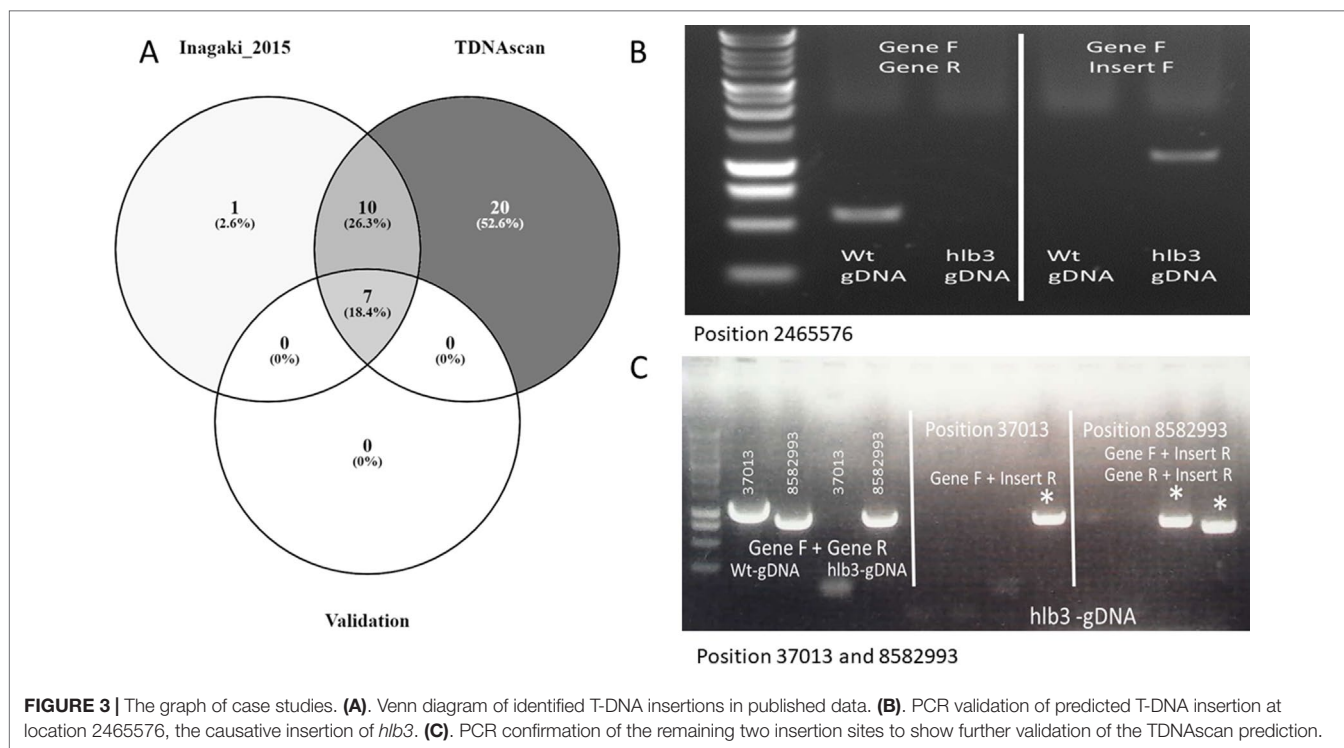 A
Inagaki_2015
TDNAscan
1
(2.6%)
10
(26.3%)
20
(52.6%)
7
(18.4%)
0
(0%)
0
(0%)
0
(0%)
Validation
B
Gene F
Gene R
Gene F
Insert F
Wt
gDNA
hlb3
gDNA
Wt
gDNA
hlb3
gDNA
Position 2465576
C
37013
8582993
37013
8582993
Gene F + Gene R
Wt-gDNA
hlb3-gDNA
Position 37013
Gene F + Insert R
*
Position 8582993
Gene F + Insert R
Gene R + Insert R
*
*
hlb3 -gDNA
Position 37013 and 8582993
FIGURE 3 | The graph of case studies. (A). Venn diagram of identified T-DNA insertions in published data. (B). PCR validation of predicted T-DNA insertion at
location 2465576, the causative insertion of hlb3. (C). PCR confirmation of the remaining two insertion sites to show further validation of the TDNAscan prediction.